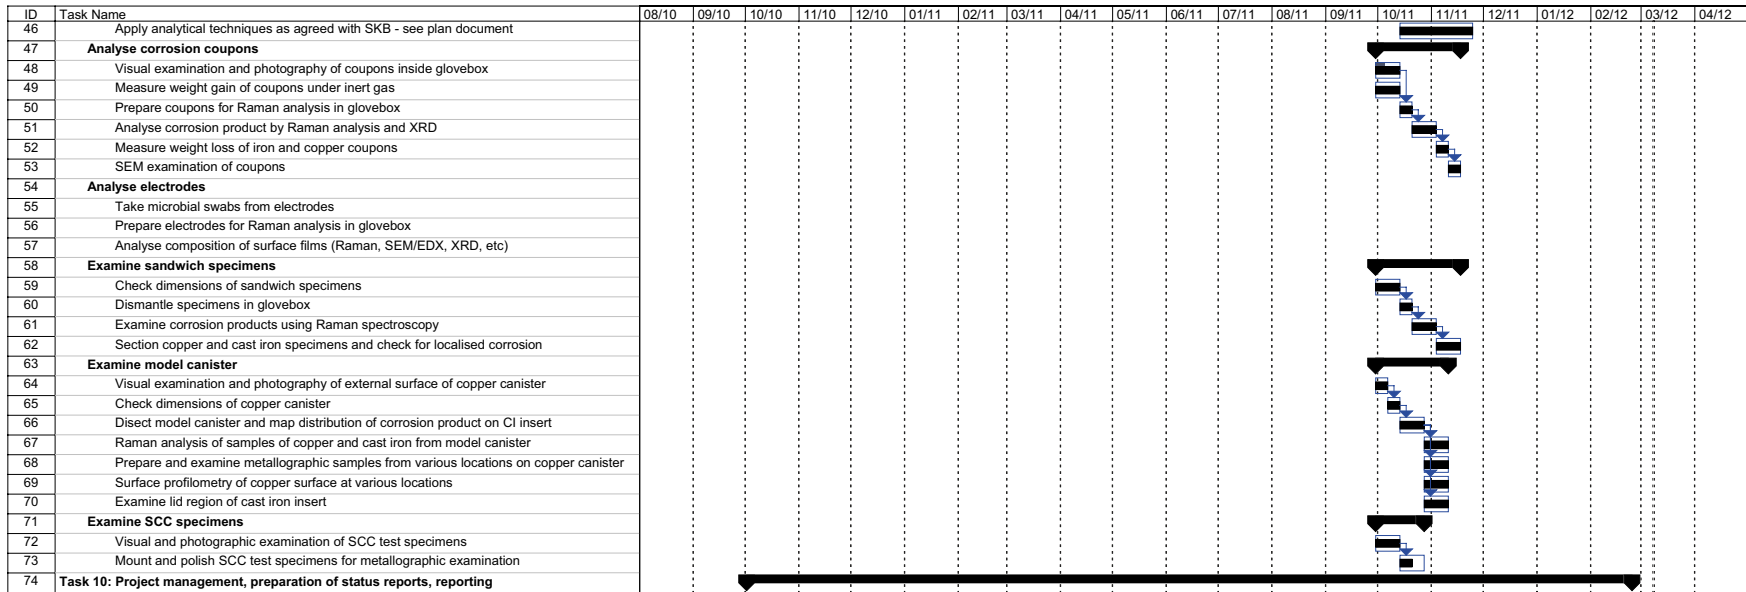 ID Task Name 08/10 09/10 10/10 11/10 12/10 01/11 02/11 03/11 04/11 05/11 06/11 07/11 08/11 09/11 10/11 11/11 12/11 01/12 02/12 03/12 04/12
46 Apply analytical techniques as agreed with SKB - see plan document
47 Analyse corrosion coupons
48 Visual examination and photography of coupons inside glovebox
49 Measure weight gain of coupons under inert gas
50 Prepare coupons for Raman analysis in glovebox
51 Analyse corrosion product by Raman analysis and XRD
52 Measure weight loss of iron and copper coupons
53 SEM examination of coupons
54 Analyse electrodes
55 Take microbial swabs from electrodes
56 Prepare electrodes for Raman analysis in glovebox
57 Analyse composition of surface films (Raman, SEM/EDX, XRD, etc)
58 Examine sandwich specimens
59 Check dimensions of sandwich specimens
60 Dismantle specimens in glovebox
61 Examine corrosion products using Raman spectroscopy
62 Section copper and cast iron specimens and check for localised corrosion
63 Examine model canister
64 Visual examination and photography of external surface of copper canister
65 Check dimensions of copper canister
66 Disect model canister and map distribution of corrosion product on CI insert
67 Raman analysis of samples of copper and cast iron from model canister
68 Prepare and examine metallographic samples from various locations on copper canister
69 Surface profilometry of copper surface at various locations
70 Examine lid region of cast iron insert
71 Examine SCC specimens
72 Visual and photographic examination of SCC test specimens
73 Mount and polish SCC test specimens for metallographic examination
74 Task 10: Project management, preparation of status reports, reporting